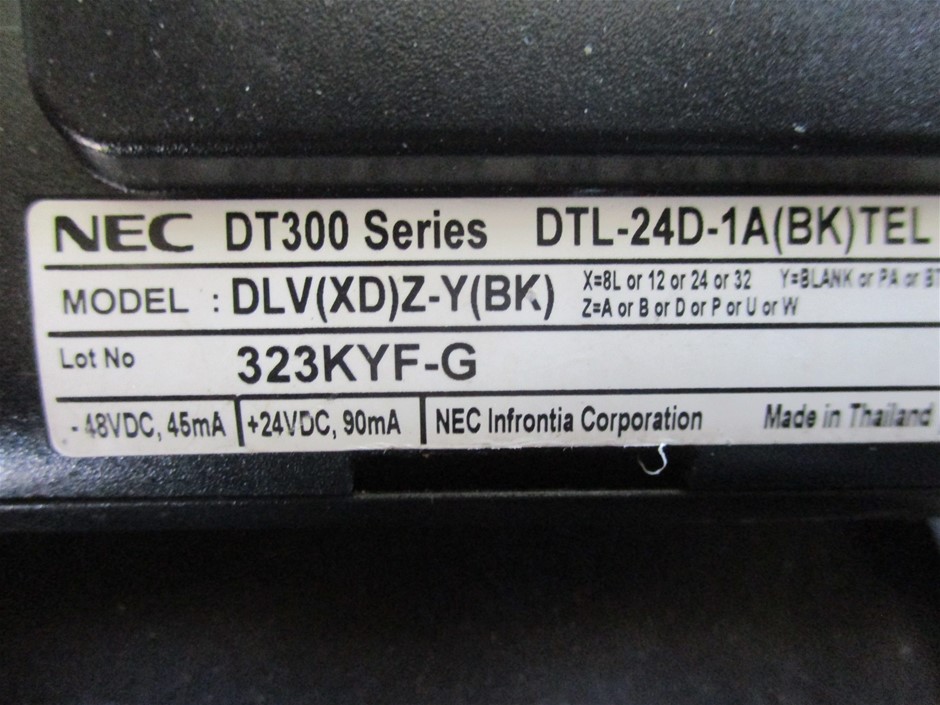 NEC DT300 Series DTL-24D-1A(BK)TEL
MODEL : DLV(XD)Z-Y(BK) X=8L or 12 or 24 or 32 Y=BLANK or PA or BT
Z=A or B or D or P or U or W
Lot No 323KYF-G
-48VDC, 45mA +24VDC, 90mA NEC Infrontia Corporation Made in Thailand